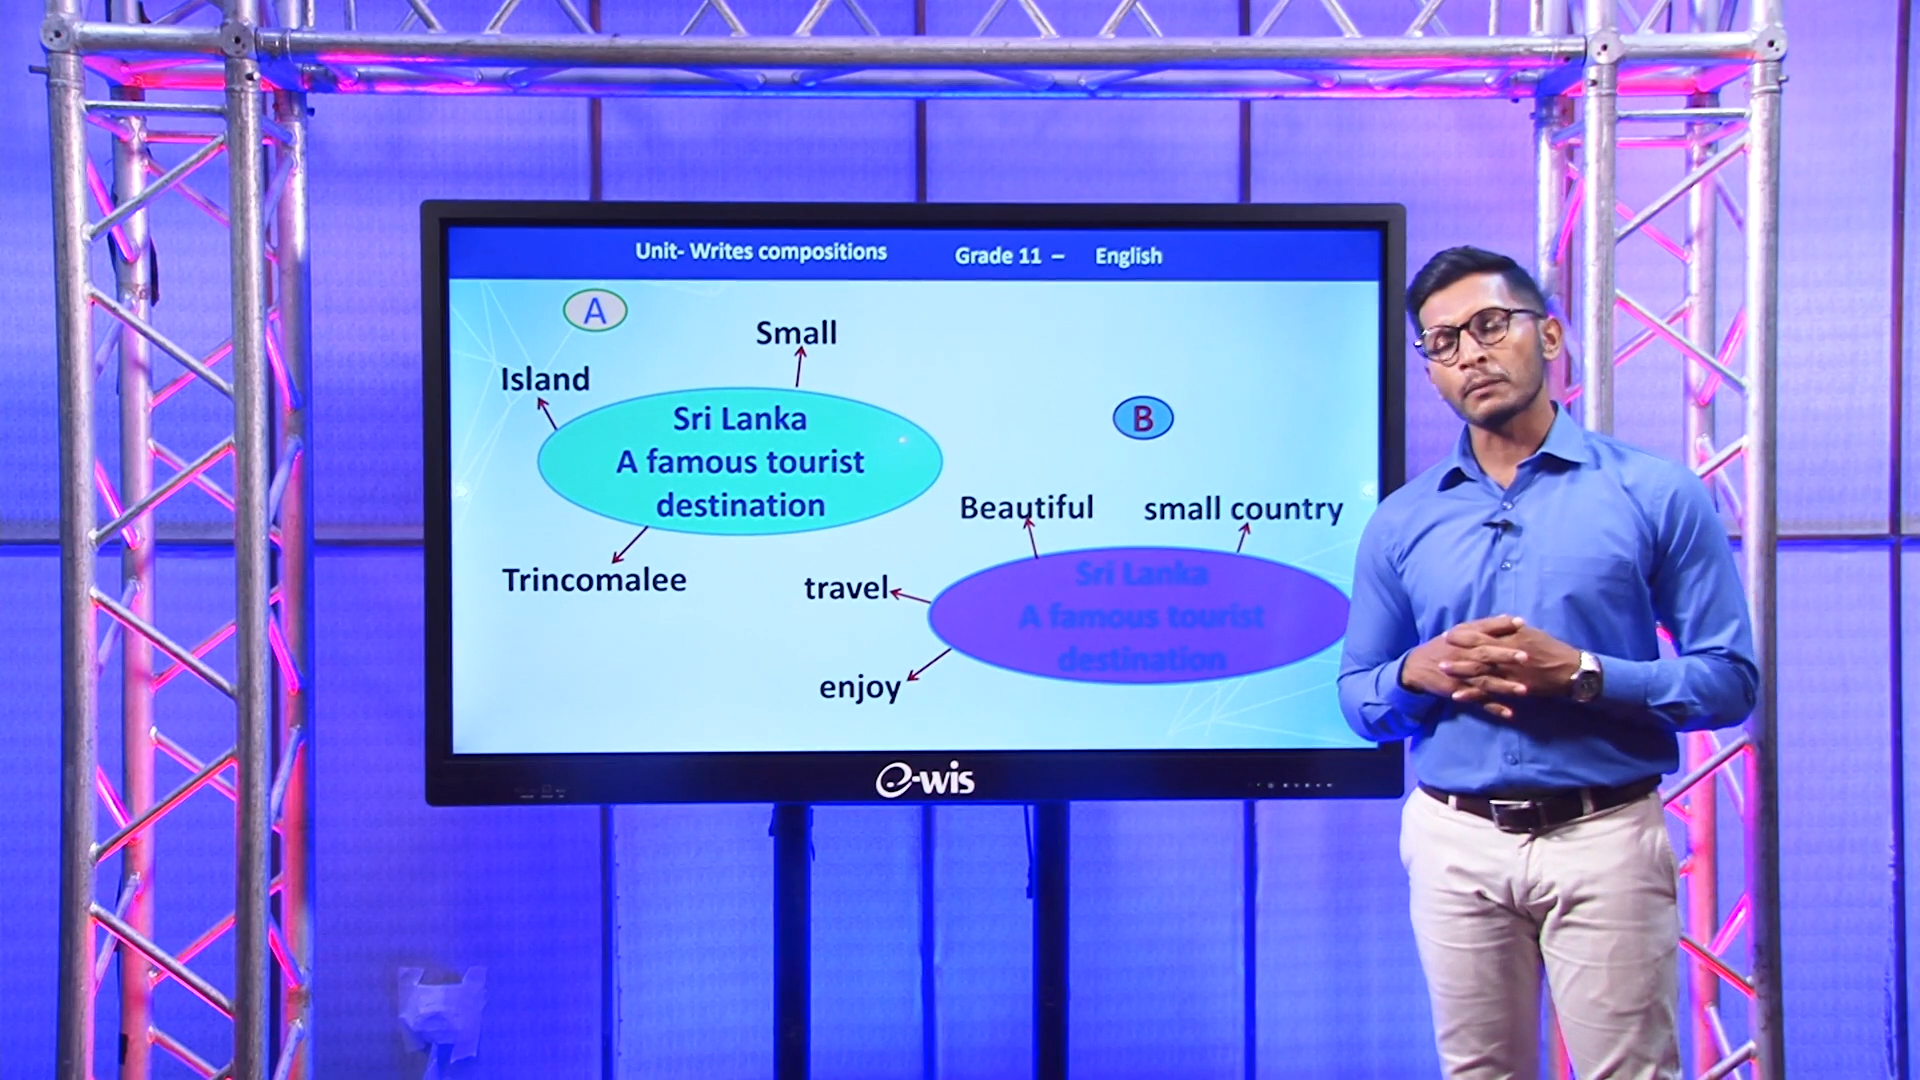 Unit- Writes compositions Grade 11 – English
A
Small
Island
Sri Lanka
A famous tourist
destination
Trincomalee
B
Beautiful small country
travel
Sri Lanka
A famous tourist
destination
enjoy
e-wis